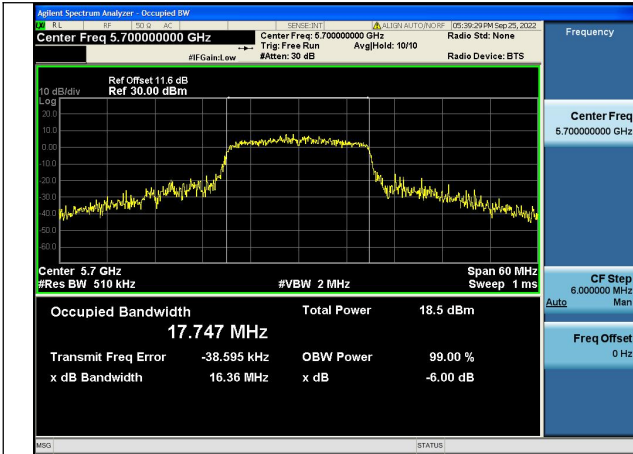 Agilent Spectrum Analyzer - Occupied BW
RL RF 50 Ω AC SENSE:INT ALIGN AUTO/NO RF 05:39:29 PM Sep 25, 2022
Center Freq 5.700000000 GHz Center Freq: 5.700000000 GHz Radio Std: None Frequency
Trig: Free Run Avg|Hold: 10/10
#IFGain:Low #Atten: 30 dB Radio Device: BTS
Ref Offset 11.6 dB
10 dB/div Ref 30.00 dBm
Log
20.0
10.0
0.00
-10.0
-20.0
-30.0
-40.0
-50.0
-60.0
Center Freq
5.700000000 GHz
Center 5.7 GHz Span 60 MHz
#Res BW 510 kHz #VBW 2 MHz Sweep 1 ms
CF Step
6.000000 MHz
Auto Man
Occupied Bandwidth Total Power 18.5 dBm
17.747 MHz
Freq Offset
0 Hz
Transmit Freq Error -38.595 kHz OBW Power 99.00 %
x dB Bandwidth 16.36 MHz x dB -6.00 dB
MSG STATUS